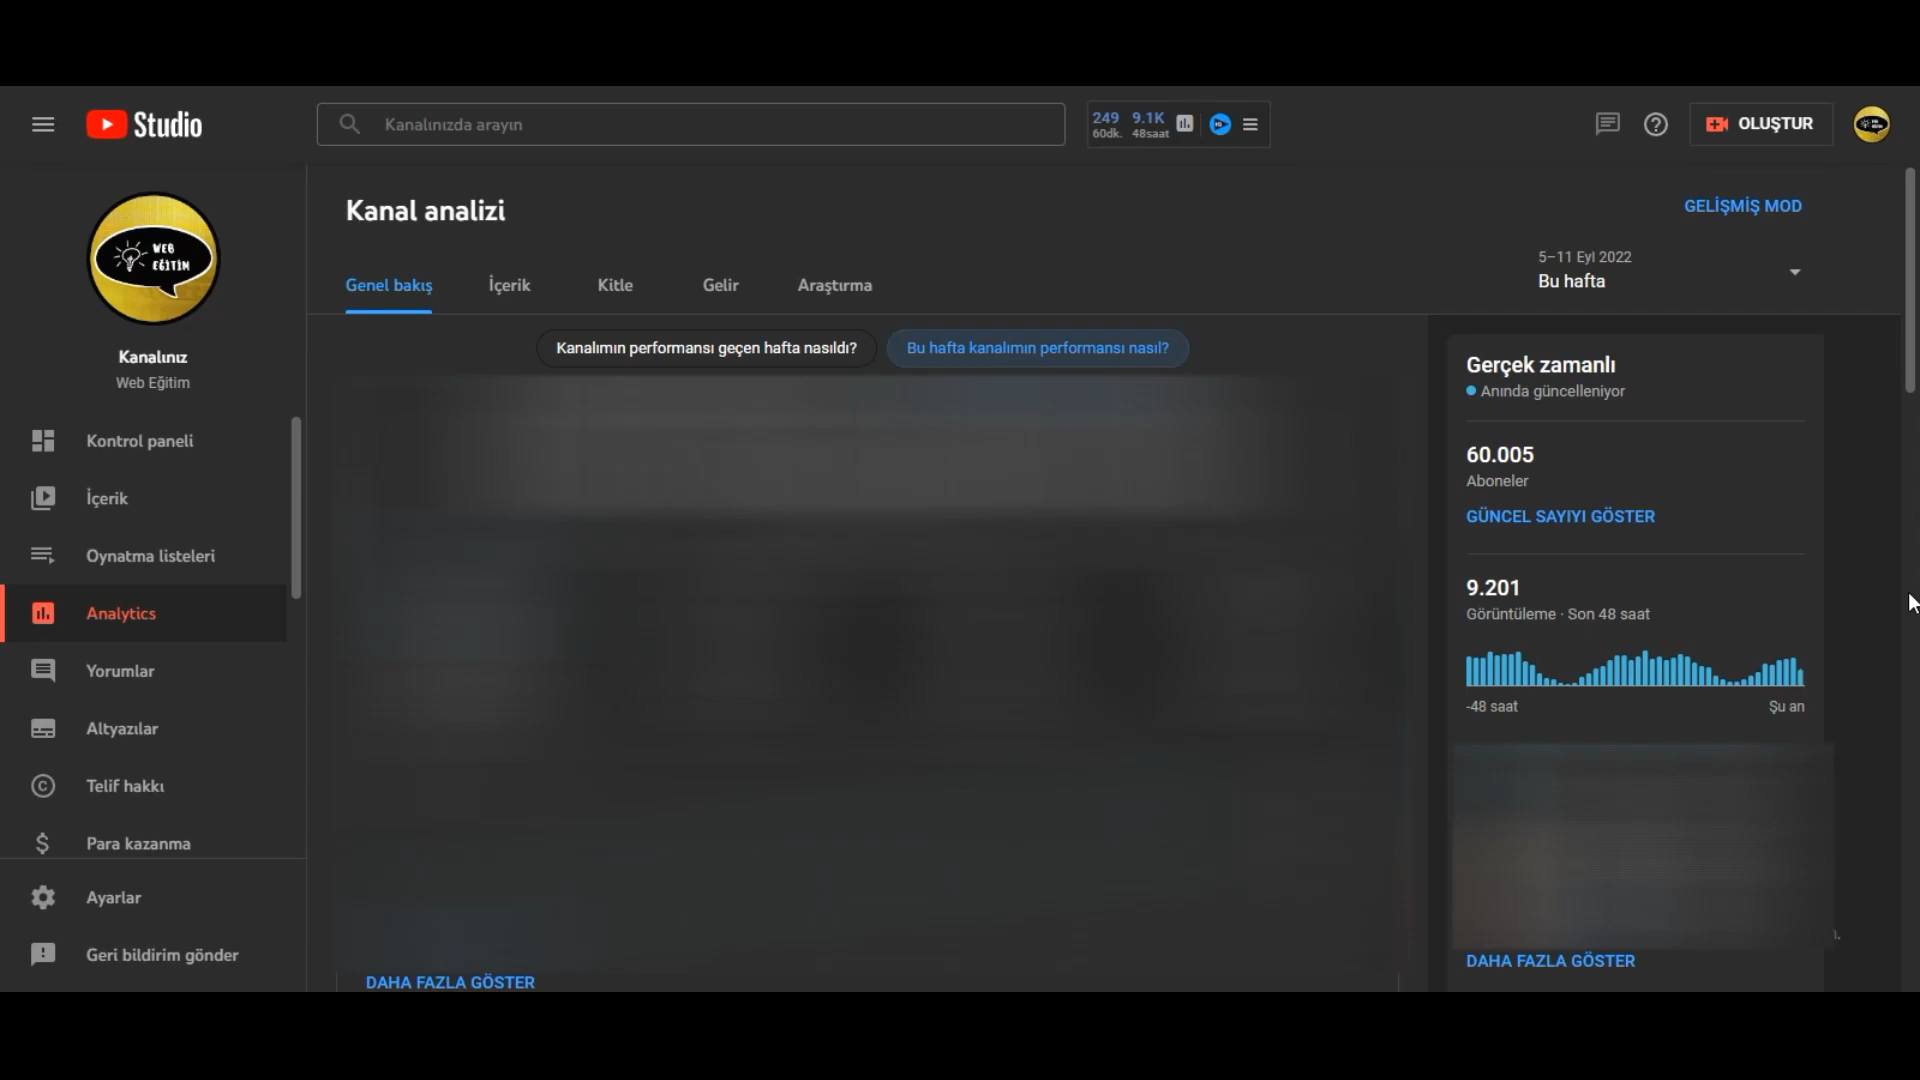 Studio
Kanalınızda arayın
249 9.1K
60dk. 48saat
OLUŞTUR
WEB
EĞİTİM
Kanalınız
Web Eğitim
Kontrol paneli
İçerik
Oynatma listeleri
Analytics
Yorumlar
Altyazılar
Telif hakkı
Para kazanma
Ayarlar
Geri bildirim gönder
Kanal analizi
GELİŞMİŞ MOD
5–11 Eyl 2022
Bu hafta
Genel bakış İçerik Kitle Gelir Araştırma
Kanalımın performansı geçen hafta nasıldı? Bu hafta kanalımın performansı nasıl?
DAHA FAZLA GÖSTER
Gerçek zamanlı
Anında güncelleniyor
60.005
Aboneler
GÜNCEL SAYIYI GÖSTER
9.201
Görüntüleme · Son 48 saat
-48 saat Şu an
DAHA FAZLA GÖSTER